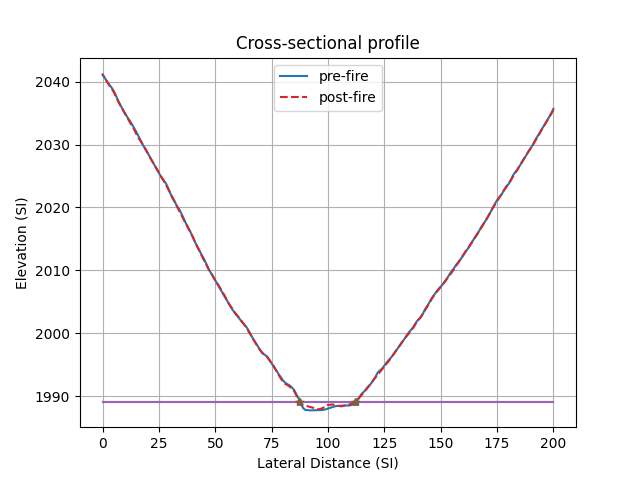 Cross-sectional profile
pre-fire
post-fire
2040
2030
2020
2010
2000
1990
Elevation (SI)
0 25 50 75 100 125 150 175 200
Lateral Distance (SI)